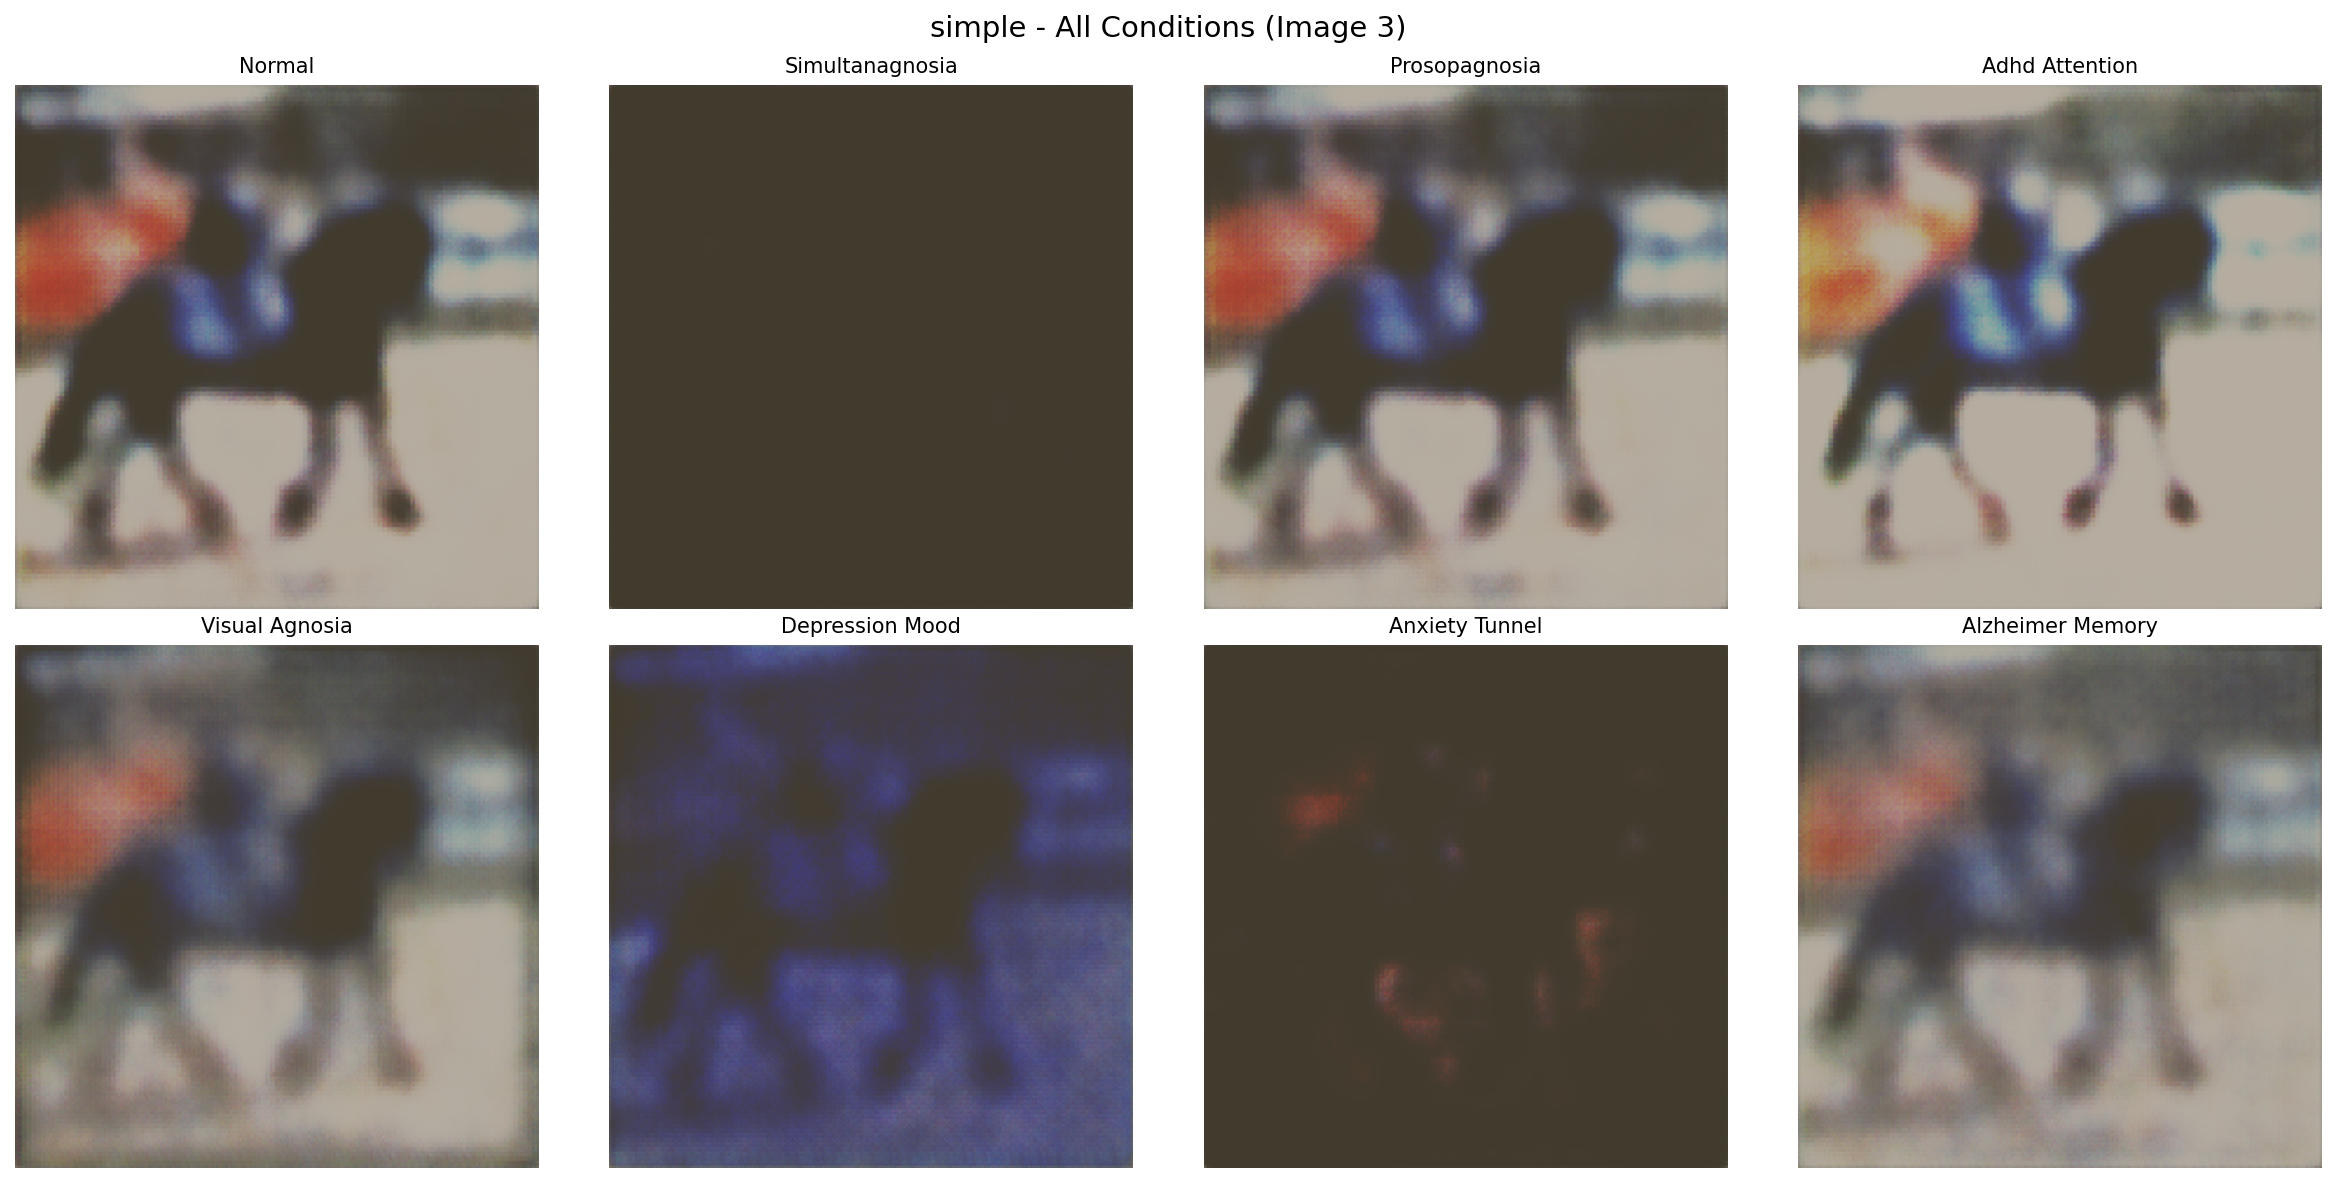 simple - All Conditions (Image 3)
Normal
Simultanagnosia
Prosopagnosia
Adhd Attention
Visual Agnosia
Depression Mood
Anxiety Tunnel
Alzheimer Memory